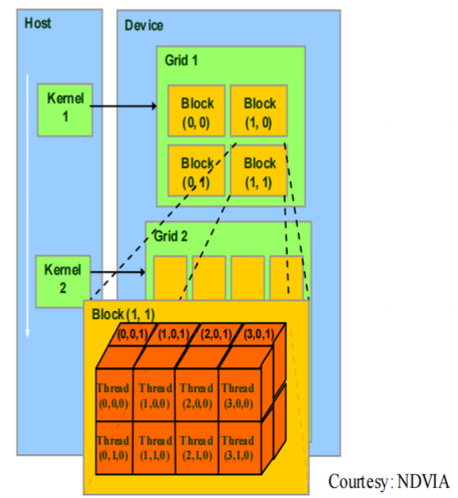 Host
Device
Grid 1
Kernel
1
Block
(0, 0)
Block
(1, 0)
Block
(0, 1)
Block
(1, 1)
Grid 2
Kernel
2
Block (1, 1)
(0,0,1) (1,0,1) (2,0,1) (3,0,1)
Thread Thread Thread Thread
(0,0,0) (1,0,0) (2,0,0) (3,0,0)
Thread Thread Thread Thread
(0,1,0) (1,1,0) (2,1,0) (3,1,0)
Courtesy: NDVIA